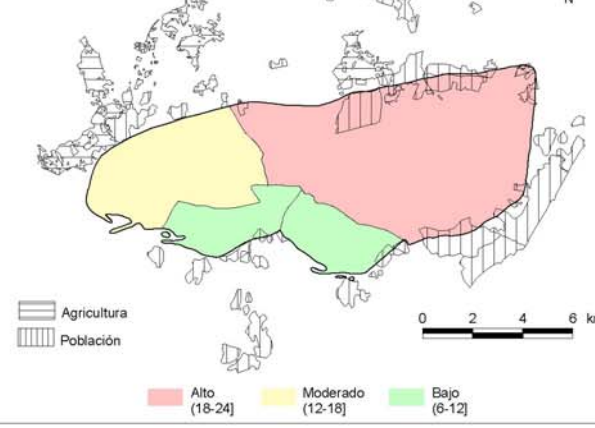 N
Agricultura
Población
0 2 4 6 k
Alto
(18-24]
Moderado
(12-18]
Bajo
(6-12]